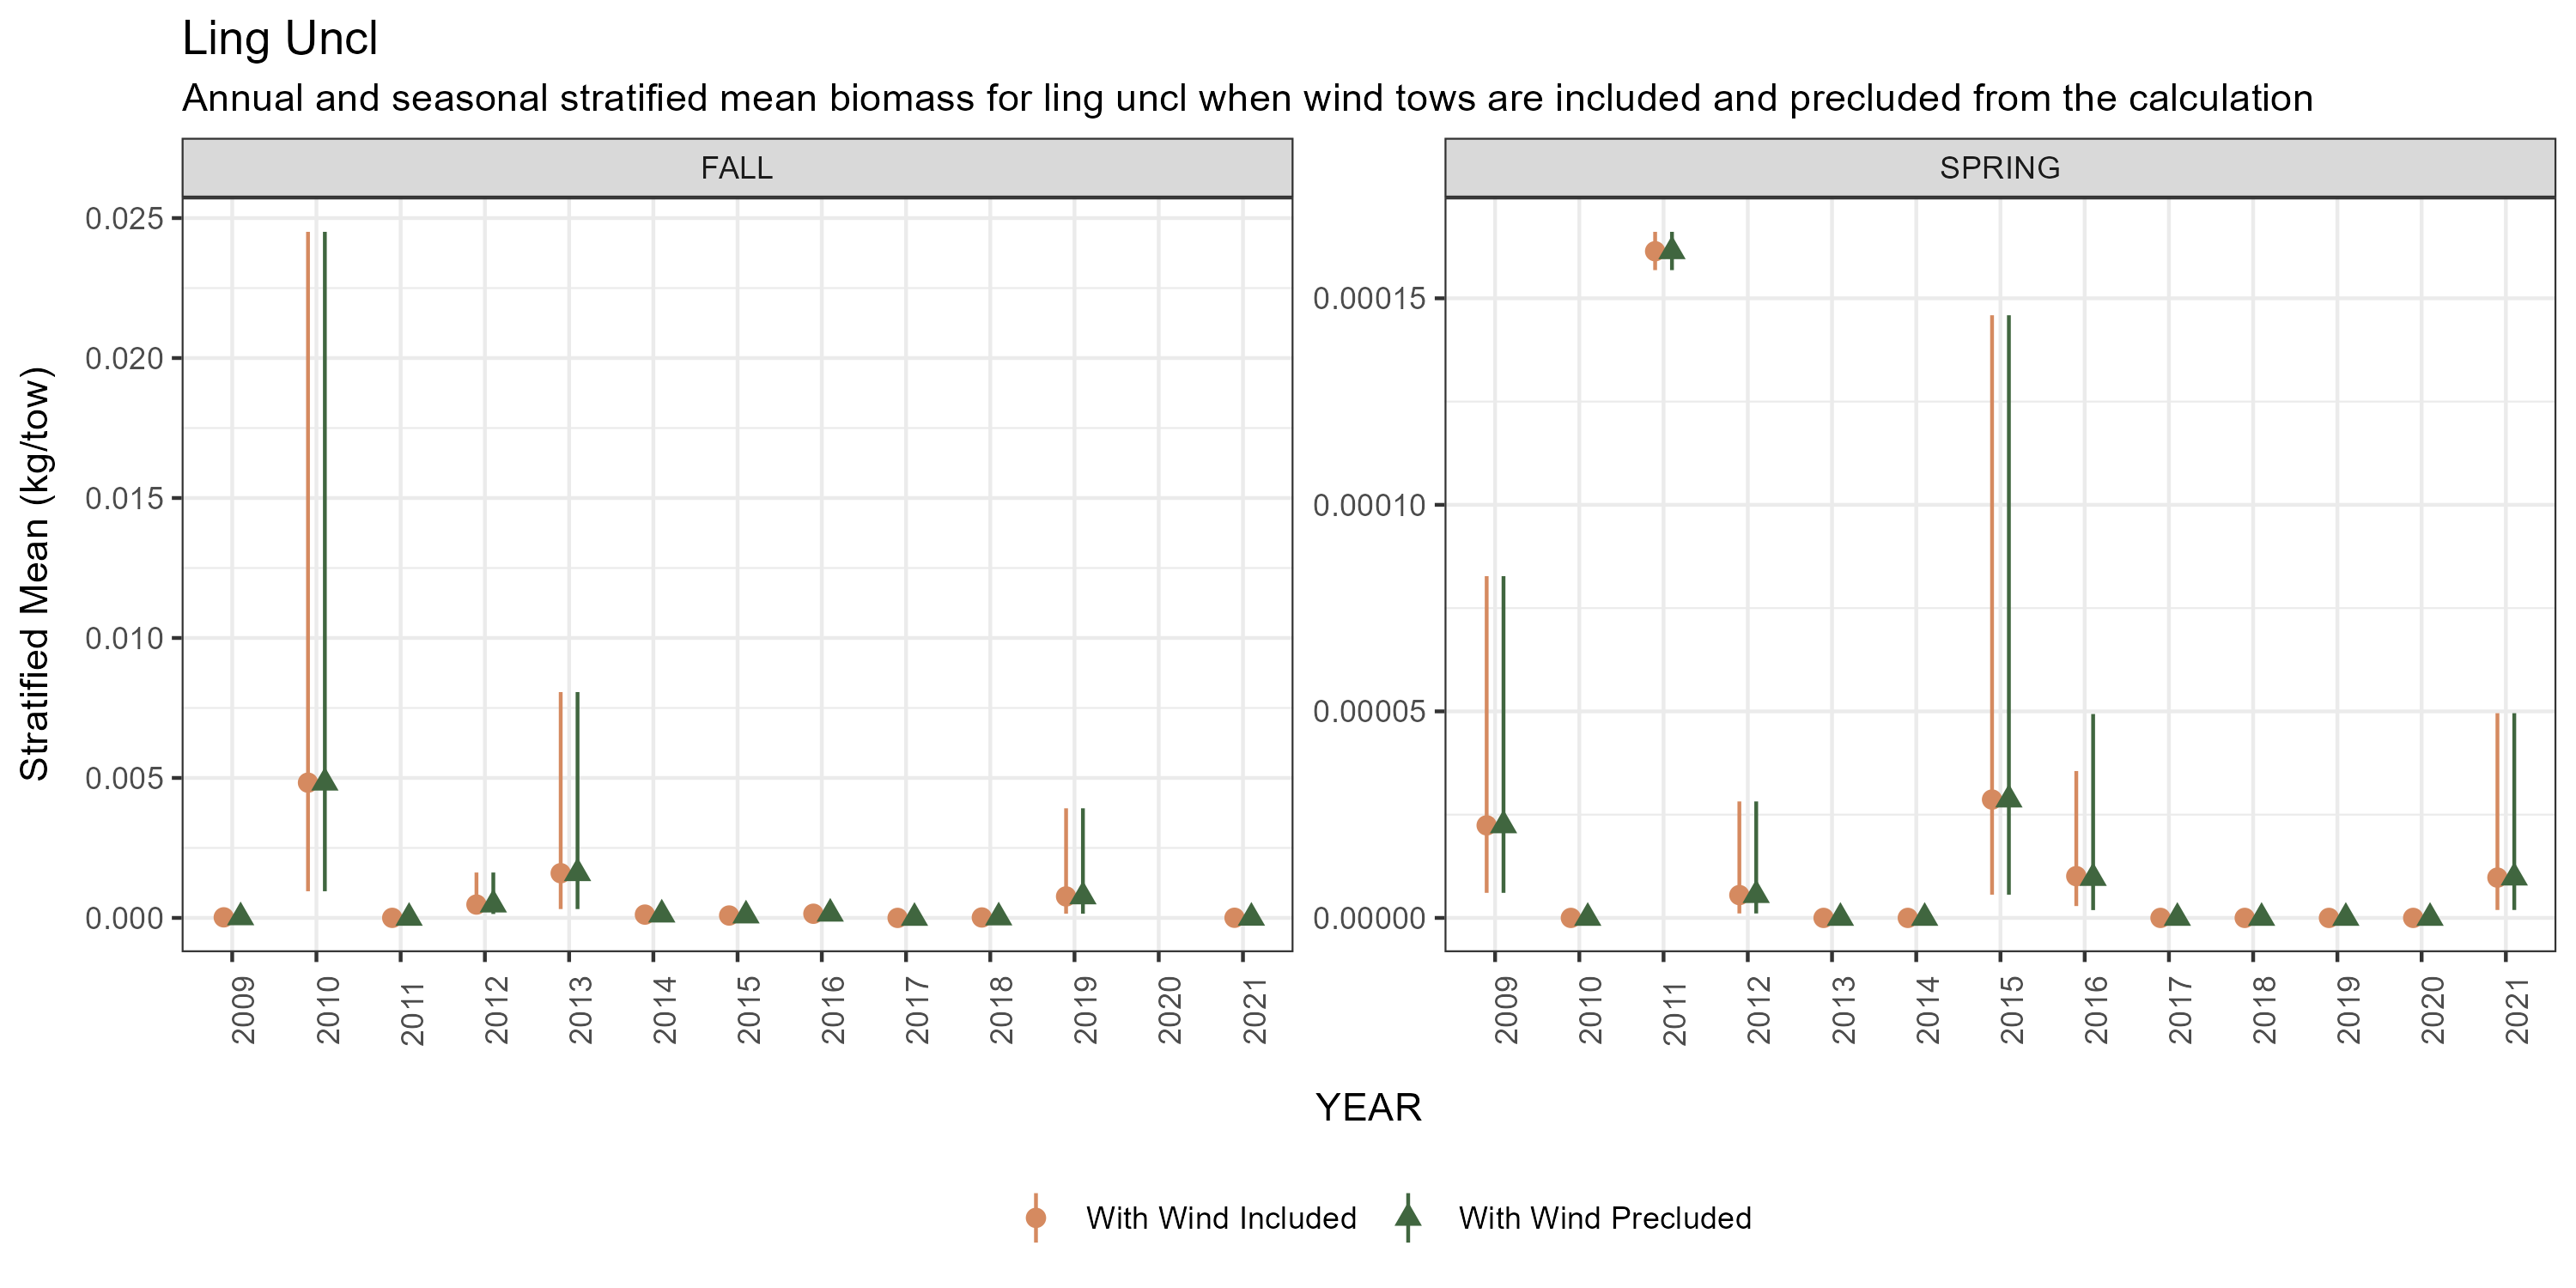 Ling Uncl
Annual and seasonal stratified mean biomass for ling uncl when wind tows are included and precluded from the calculation
FALL
SPRING
Stratified Mean (kg/tow)
0.025
0.020
0.015
0.010
0.005
0.000
0.00015
0.00010
0.00005
0.00000
2009 2010 2011 2012 2013 2014 2015 2016 2017 2018 2019 2020 2021
2009 2010 2011 2012 2013 2014 2015 2016 2017 2018 2019 2020 2021
YEAR
With Wind Included
With Wind Precluded